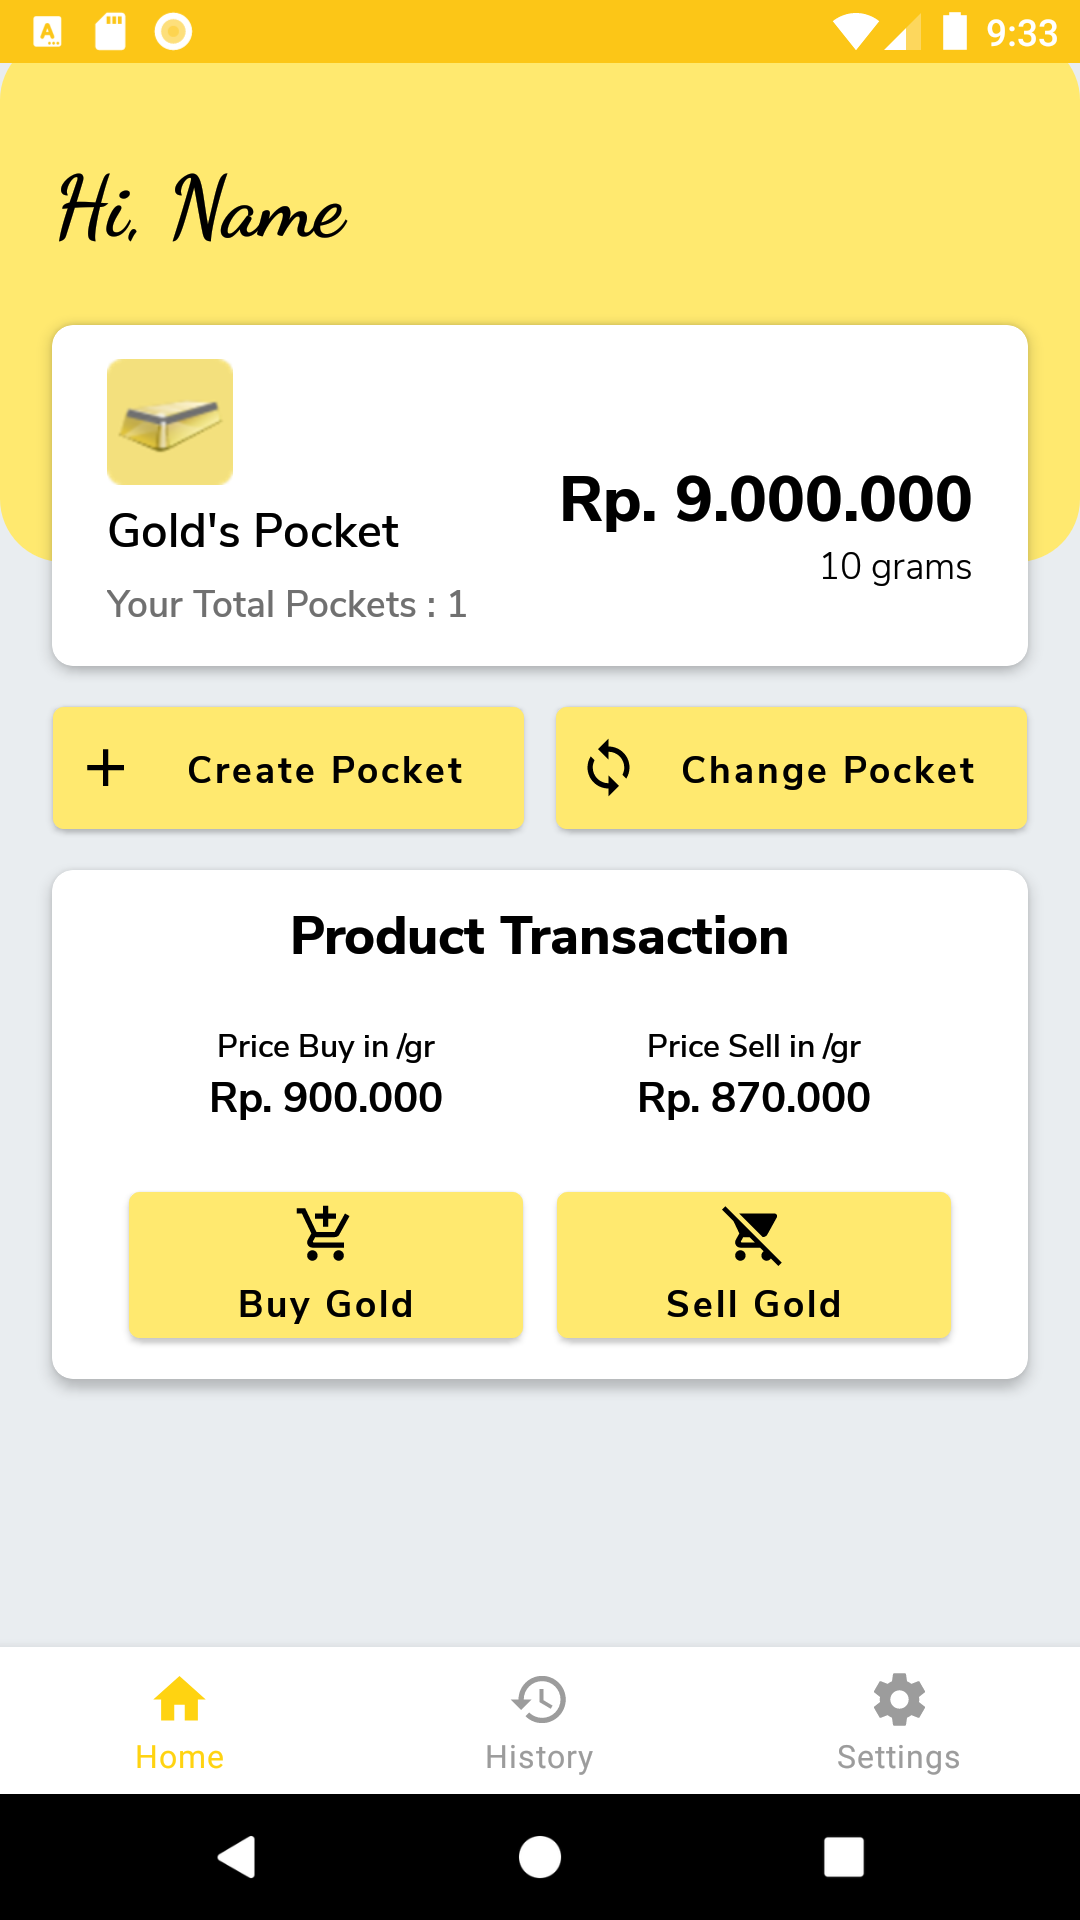 9:33
Hi, Name
Gold's Pocket
Your Total Pockets : 1
Rp. 9.000.000
10 grams
Create Pocket
Change Pocket
Product Transaction
Price Buy in /gr
Rp. 900.000
Price Sell in /gr
Rp. 870.000
Buy Gold
Sell Gold
Home
History
Settings